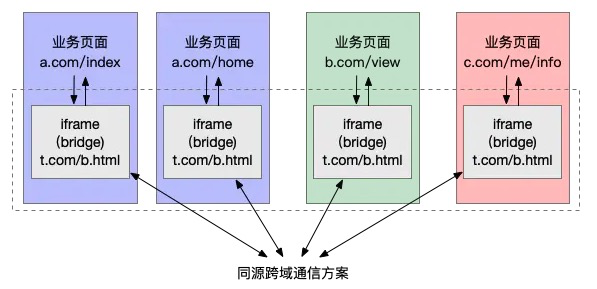 业务页面
a.com/index
业务页面
a.com/home
业务页面
b.com/view
业务页面
c.com/me/info
iframe
(bridge)
t.com/b.html
iframe
(bridge)
t.com/b.html
iframe
(bridge)
t.com/b.html
iframe
(bridge)
t.com/b.html
同源跨域通信方案